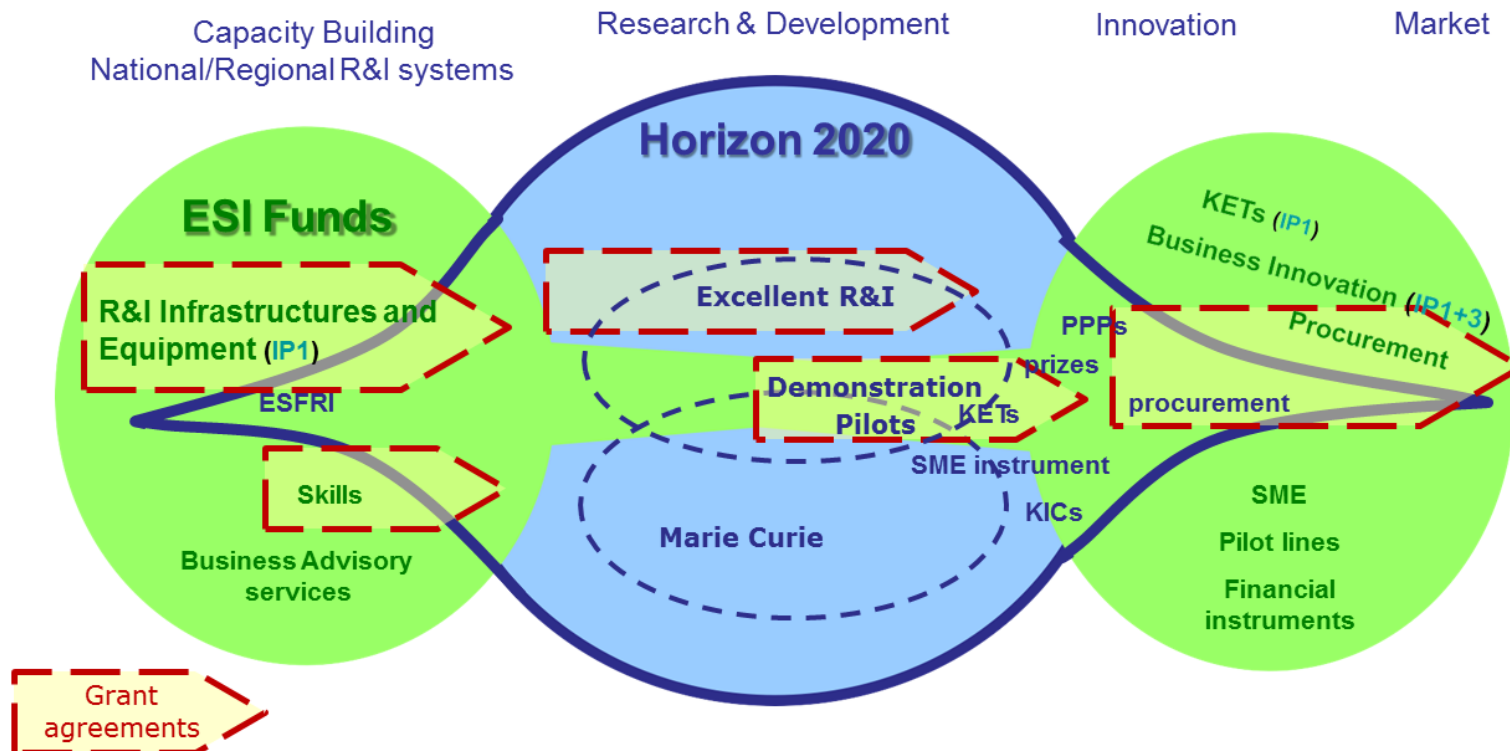 Capacity Building
National/Regional R&I systems
Research & Development
Innovation
Market
Horizon 2020
ESI Funds
R&I Infrastructures and
Equipment (IP1)
ESFRI
Skills
Business Advisory
services
Excellent R&I
Demonstration
Pilots
KETs
Marie Curie
PPPs
prizes
SME instrument
KICs
KETs (IP1)
Business Innovation (IP1+3)
Procurement
procurement
SME
Pilot lines
Financial
instruments
Grant
agreements